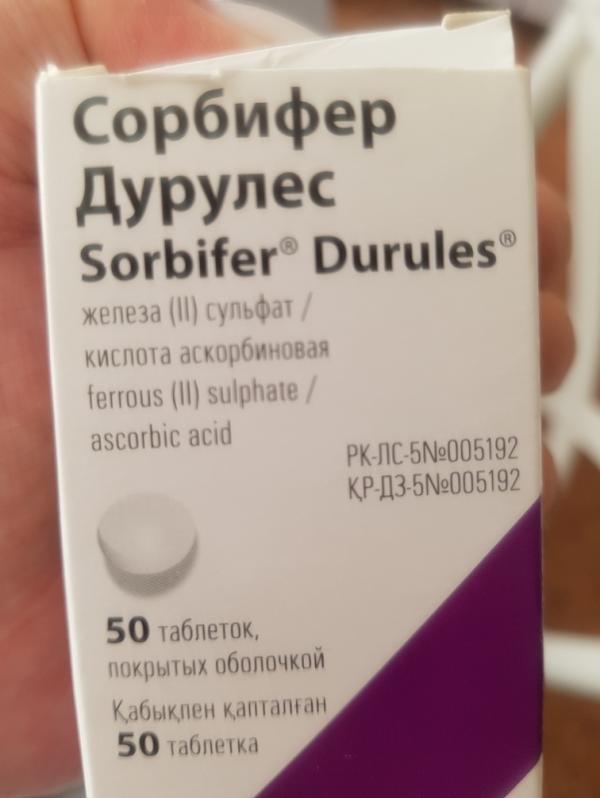 Сорбифер
Дурулес
Sorbifer® Durules®
железа (II) сульфат /
кислота аскорбиновая
ferrous (II) sulphate /
ascorbic acid
РК-ЛС-5№005192
ҚР-ДЗ-5№005192
50 таблеток,
покрытых оболочкой
Қабықпен қапталған
50 таблетка